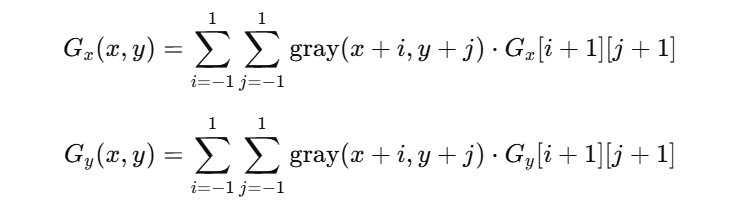 $$G_x(x, y) = \sum_{i=-1}^{1} \sum_{j=-1}^{1} \text{gray}(x + i, y + j) \cdot G_x[i + 1][j + 1]$$
$$G_y(x, y) = \sum_{i=-1}^{1} \sum_{j=-1}^{1} \text{gray}(x + i, y + j) \cdot G_y[i + 1][j + 1]$$